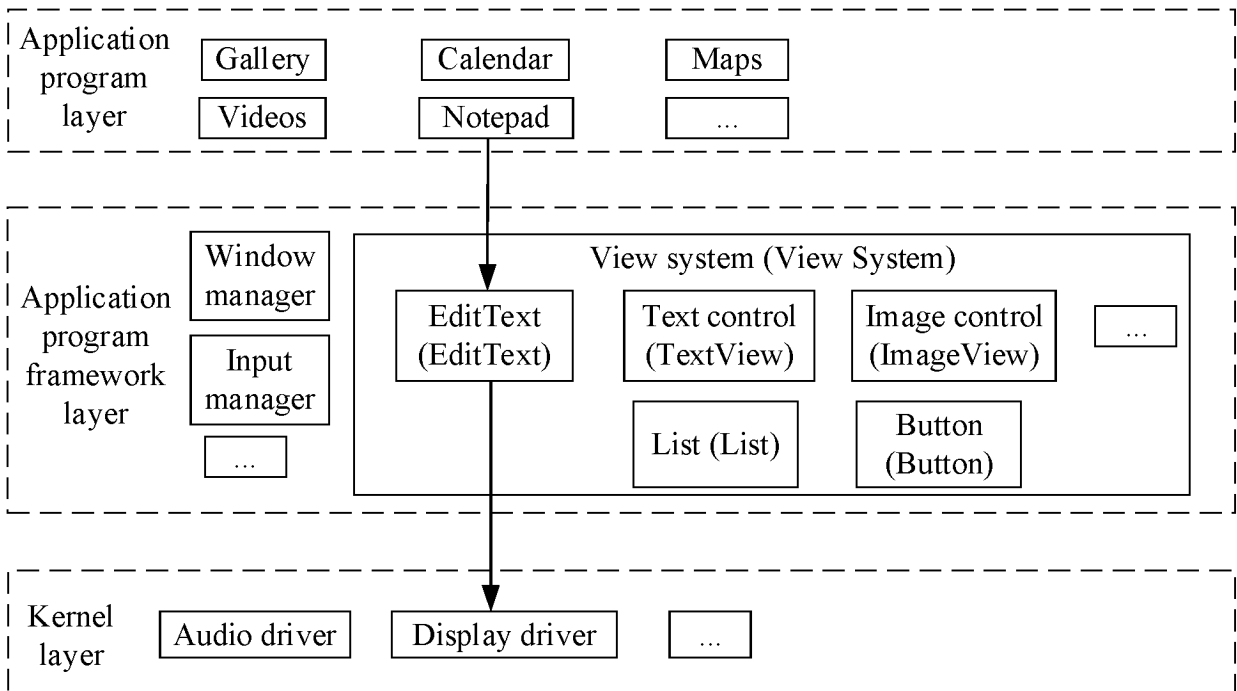 Application
program
layer
Gallery
Calendar
Maps
Videos
Notepad
...
Application
program
framework
layer
Window
manager
Input
manager
...
View system (View System)
EditText
(EditText)
Text control
(TextView)
Image control
(ImageView)
...
List (List)
Button
(Button)
Kernel
layer
Audio driver
Display driver
...